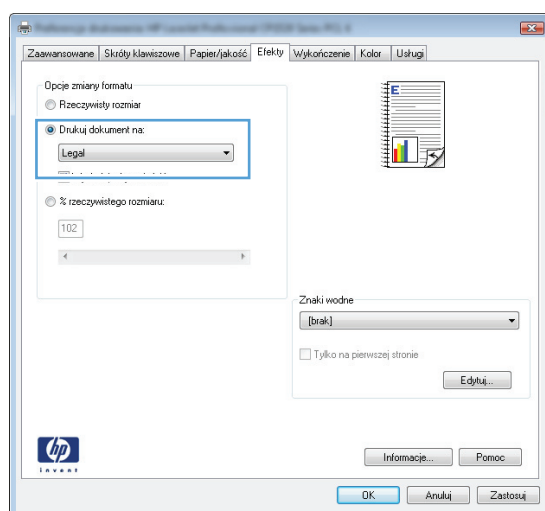 Zaawansowane Skróty klawiszowe Papier/jakość Efekty Wykończenie Kolor Usługi
Opcje zmiany formatu
Rzeczywisty rozmiar
Drukuj dokument na:
Legal
% rzeczywistego rozmiaru:
102
E
Znaki wodne
[brak]
Tylko na pierwszej stronie
Edytuj...
hp
invent
Informacje... Pomoc
OK Anuluj Zastosuj